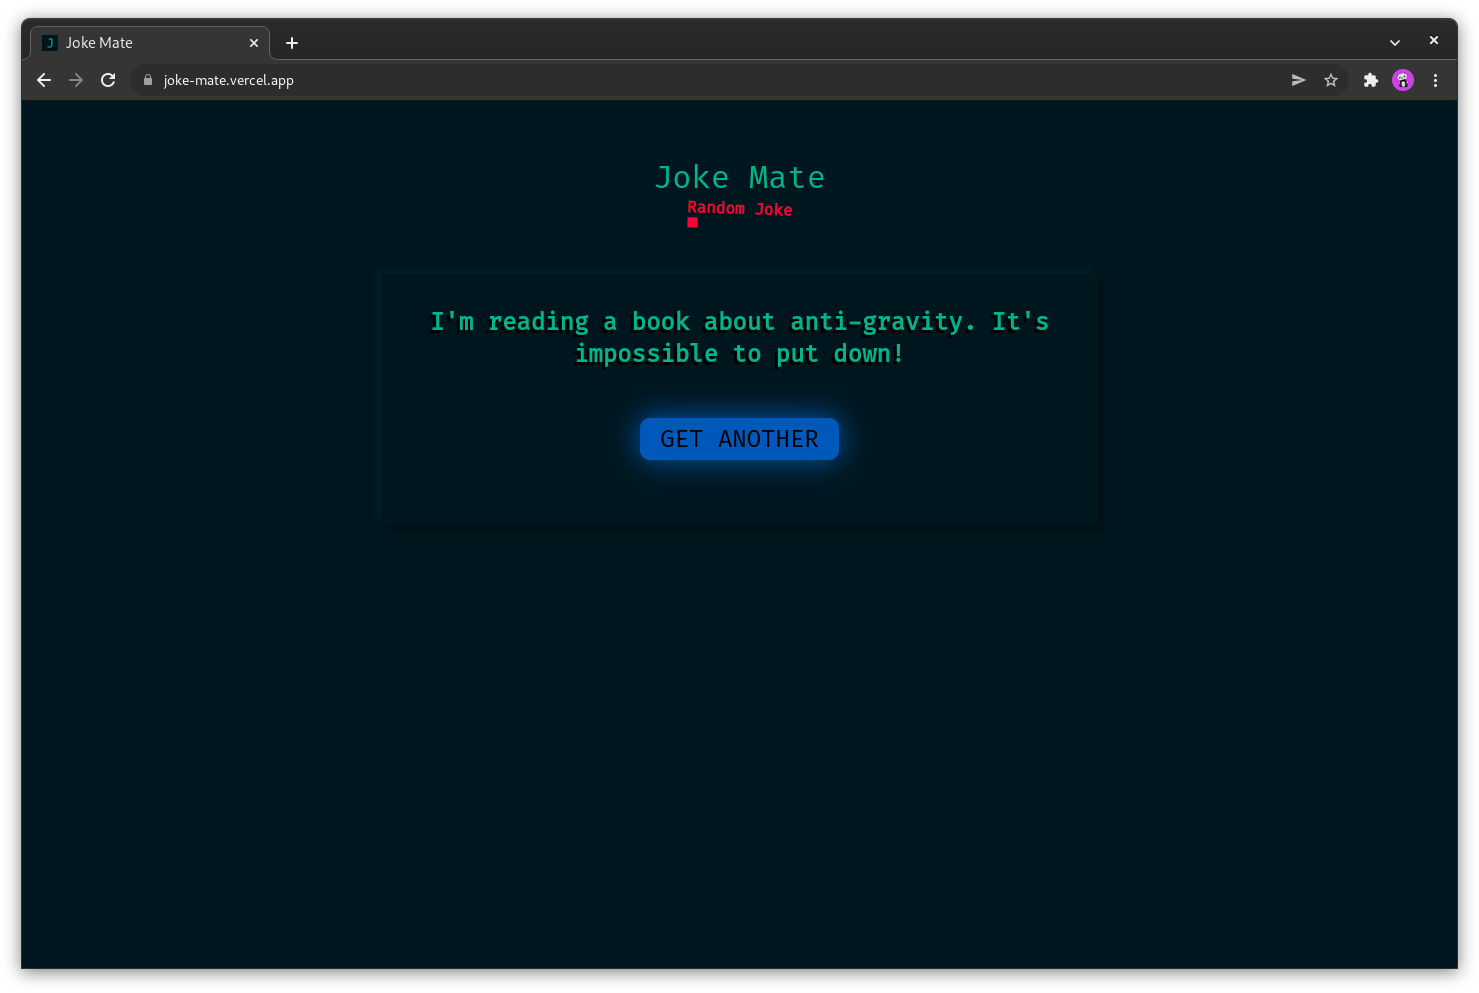 Joke Mate
joke-mate.vercel.app
Joke Mate
Random Joke
I'm reading a book about anti-gravity. It's
impossible to put down!
GET ANOTHER